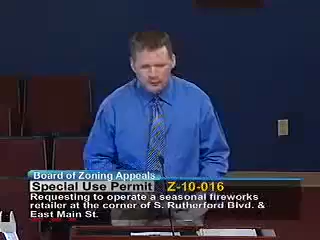 Board of Zoning Appeals
Special Use Permit Z-10-016
Requesting to operate a seasonal fireworks
retailer at the corner of S. Rutherford Blvd. &
East Main St.